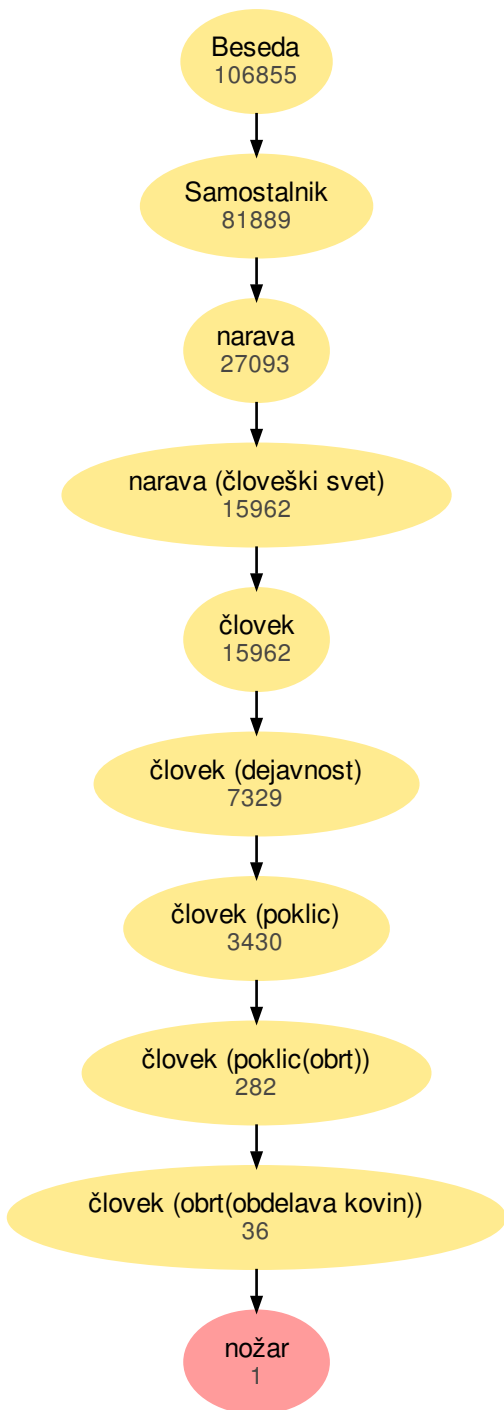 Beseda
106855
Samostalnik
81889
narava
27093
narava (človeški svet)
15962
človek
15962
človek (dejavnost)
7329
človek (poklic)
3430
človek (poklic(obrt))
282
človek (obrt(obdelava kovin))
36
nožar
1